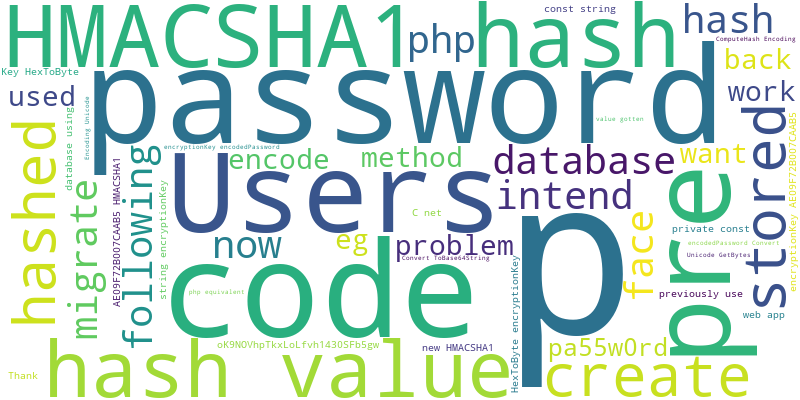 HMACSHA1
hash
const string
hash
php
ComputeHash Encoding
Key HexToByte
back
used
password
work
value gotten
hashed
database using
Encoding Unicode
encryptionKey encodedPassword
encode
method
database
want
stored
Users
following
migrate
string encryptionKey
AE09F72B007CAAB5 HMACSHA1
intend
pre
p
C net
private const
now
eg
problem
face
encodedPassword Convert
Convert ToBase64String
Unicode GetBytes
encryptionKey AE09F72B007CAAB5
code
HexToByte encryptionKey
php equivalent
previously use
web app
hash value
oK9NOVhpTkxLoLfvh1430SFb5gw
new HMACSHA1
pa55w0rd
create
Thank